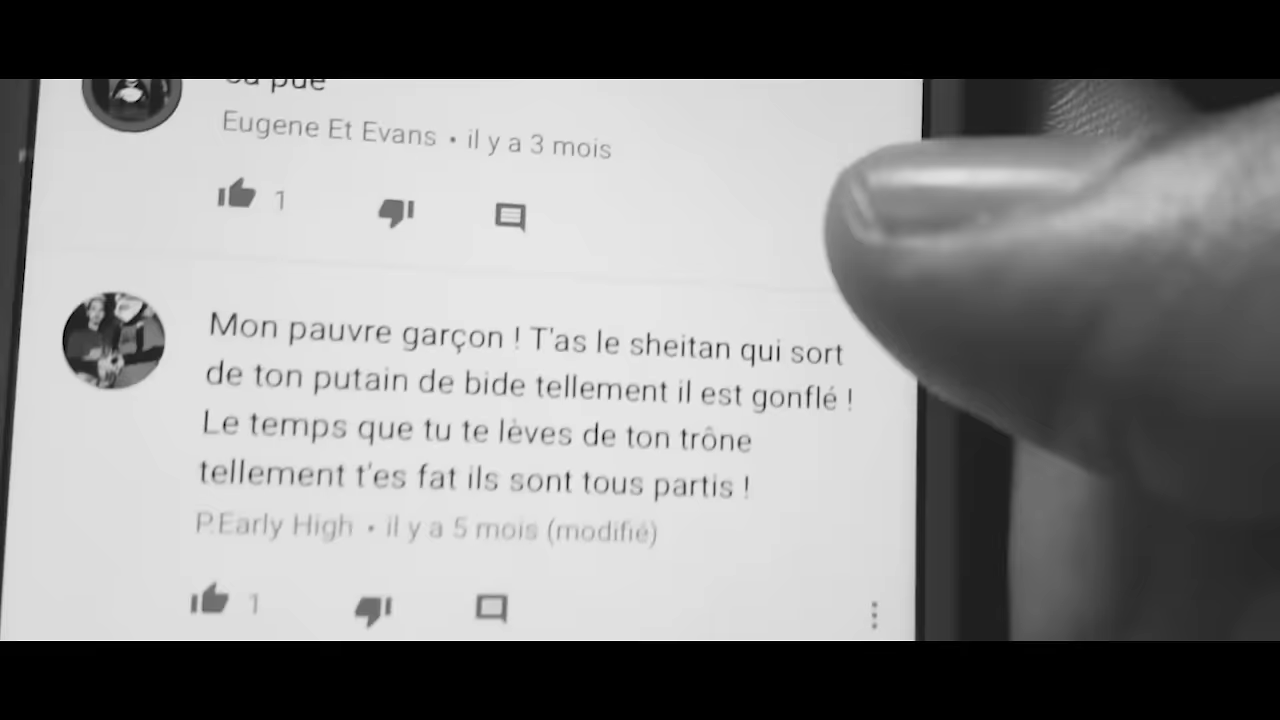 pue
Eugene Et Evans • il y a 3 mois
1
Mon pauvre garçon ! T'as le sheitan qui sort
de ton putain de bide tellement il est gonflé !
Le temps que tu te lèves de ton trône
tellement t'es fat ils sont tous partis !
P.Early High • il y a 5 mois (modifié)
1